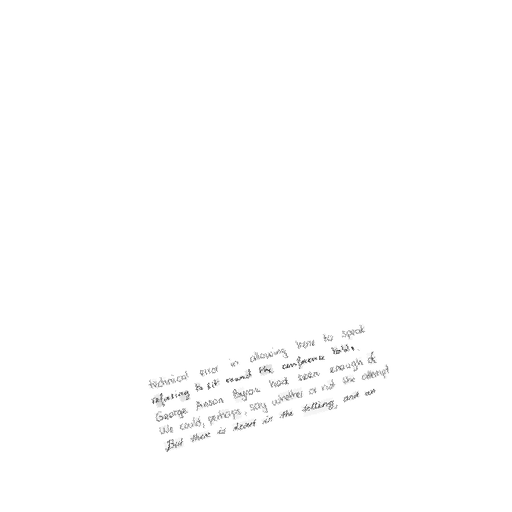 technical error in allowing him to speak
refusing to sit round the conference table.
George Anson Byron had seen enough of
We could, perhaps, say whether or not the attempt
But there is heart in the telling, and an